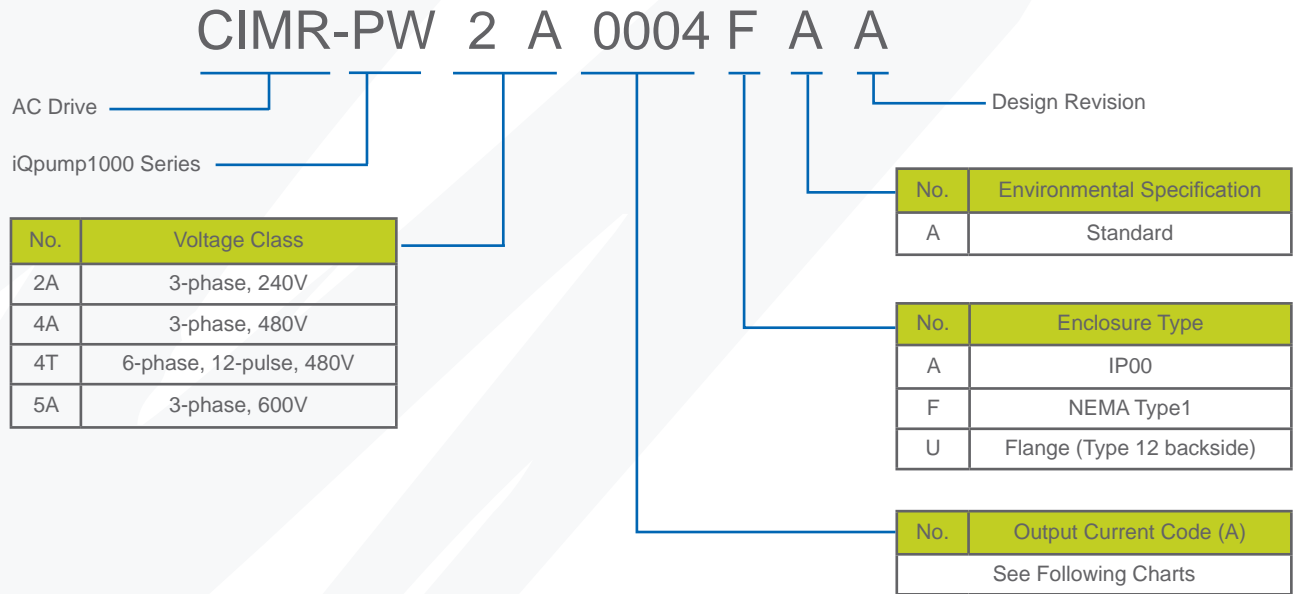 CIMR-PW 2 A 0004 F A A
AC Drive
Design Revision
iQpump1000 Series
No. Voltage Class
2A 3-phase, 240V
4A 3-phase, 480V
4T 6-phase, 12-pulse, 480V
5A 3-phase, 600V
No. Environmental Specification
A Standard
No. Enclosure Type
A IP00
F NEMA Type1
U Flange (Type 12 backside)
No. Output Current Code (A)
See Following Charts